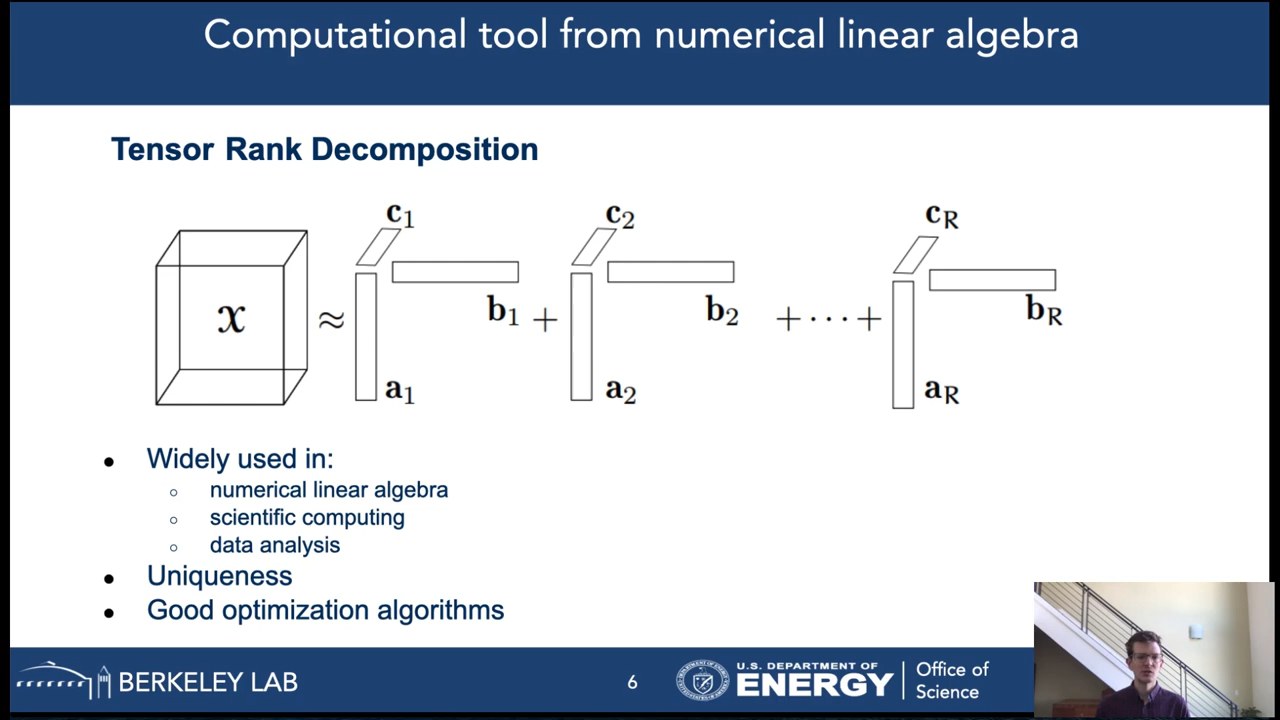 Computational tool from numerical linear algebra
Tensor Rank Decomposition
c1 c2 cR
𝒳 ≈ b1 + b2 +···+ bR
a1 a2 aR
● Widely used in:
○ numerical linear algebra
○ scientific computing
○ data analysis
● Uniqueness
● Good optimization algorithms
BERKELEY LAB
6
U.S. DEPARTMENT OF
ENERGY
Office of
Science